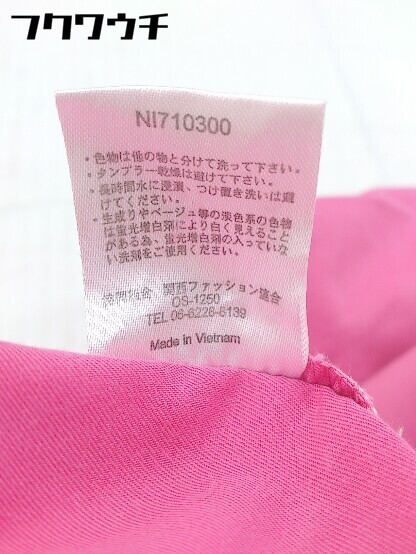 フクワウチ
NI710300
・色物は他の物と分けて洗って下さい。
・タンブラー乾燥は避けて下さい。
・長時間水に浸漬、つけ置き洗いは避
けてください。
・生成りやベージュ等の淡色系の色物
は蛍光増白剤により白く見えること
がある為、蛍光増白剤の入っていな
い洗剤をご使用ください。
関西ファッション連合
OS-1250
TEL 06-6228-6139
Made in Vietnam